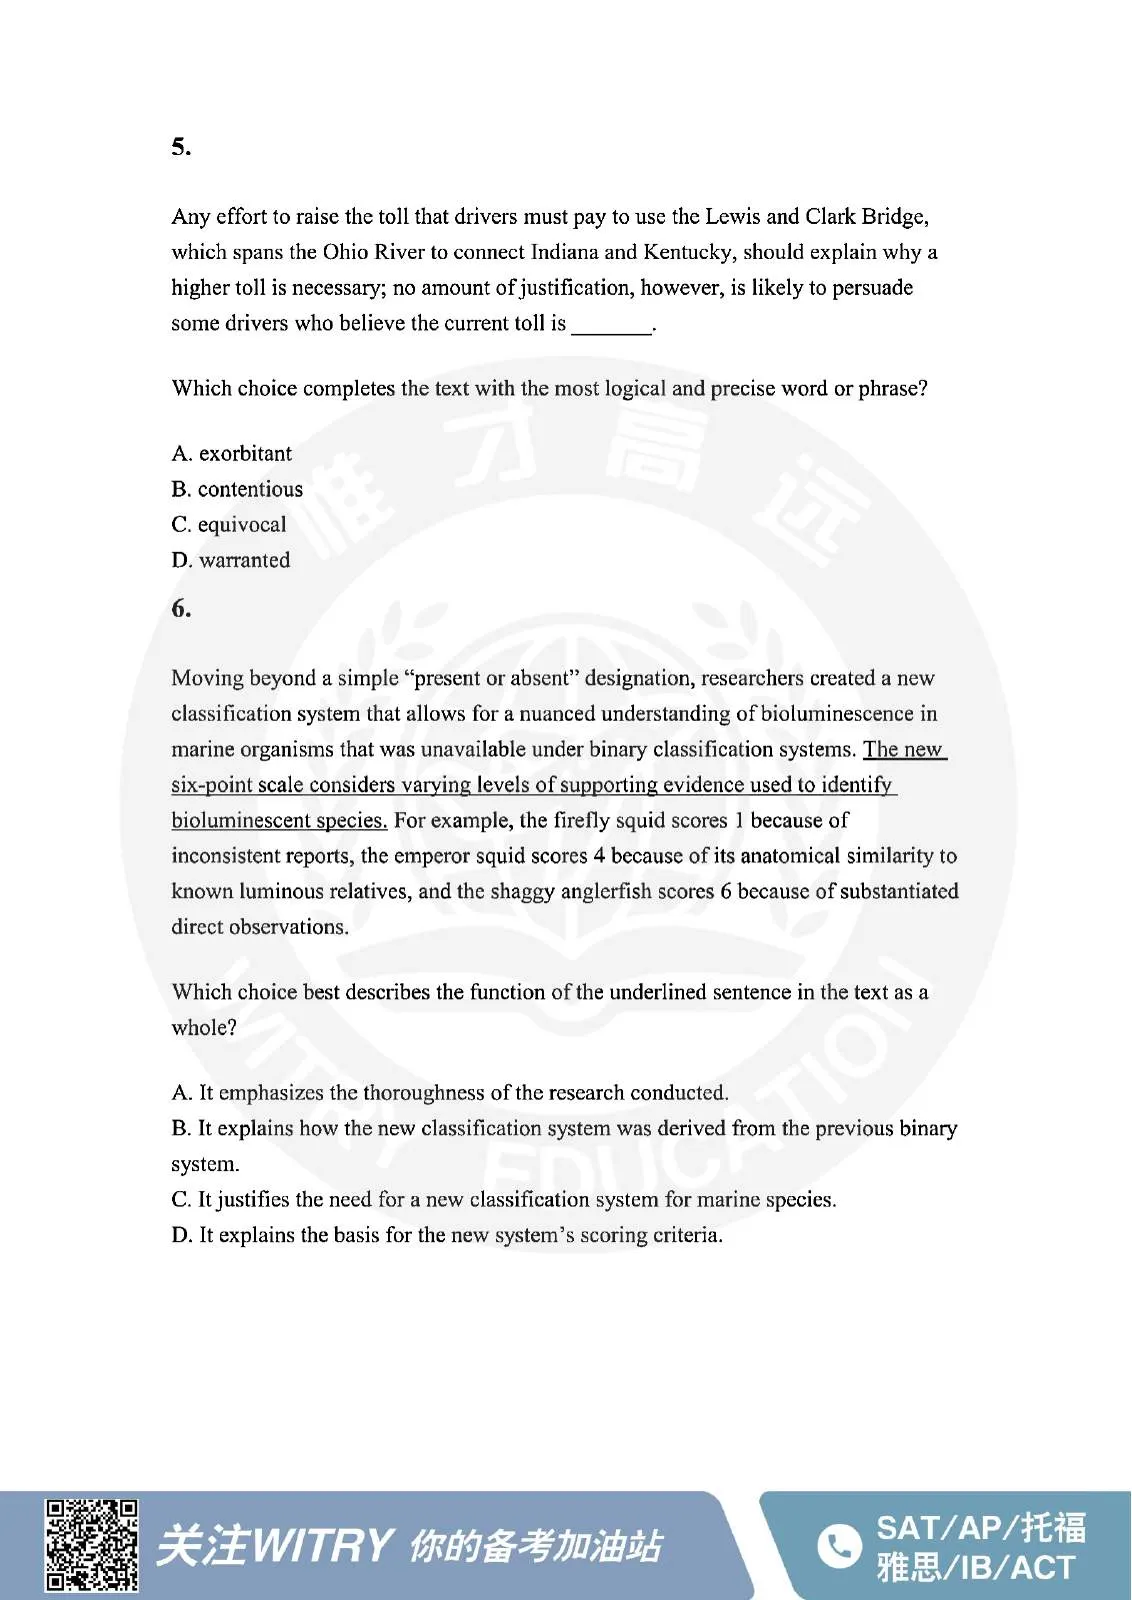 5.
Any effort to raise the toll that drivers must pay to use the Lewis and Clark Bridge,
which spans the Ohio River to connect Indiana and Kentucky, should explain why a
higher toll is necessary; no amount of justification, however, is likely to persuade
some drivers who believe the current toll is _______.
Which choice completes the text with the most logical and precise word or phrase?
A. exorbitant
B. contentious
C. equivocal
D. warranted
6.
Moving beyond a simple “present or absent” designation, researchers created a new
classification system that allows for a nuanced understanding of bioluminescence in
marine organisms that was unavailable under binary classification systems. The new
six-point scale considers varying levels of supporting evidence used to identify
bioluminescent species. For example, the firefly squid scores 1 because of
inconsistent reports, the emperor squid scores 4 because of its anatomical similarity to
known luminous relatives, and the shaggy anglerfish scores 6 because of substantiated
direct observations.
Which choice best describes the function of the underlined sentence in the text as a
whole?
A. It emphasizes the thoroughness of the research conducted.
B. It explains how the new classification system was derived from the previous binary
system.
C. It justifies the need for a new classification system for marine species.
D. It explains the basis for the new system’s scoring criteria.
惟才高远
WITRY EDUCATION
关注WITRY 你的备考加油站
SAT/AP/托福
雅思/IB/ACT